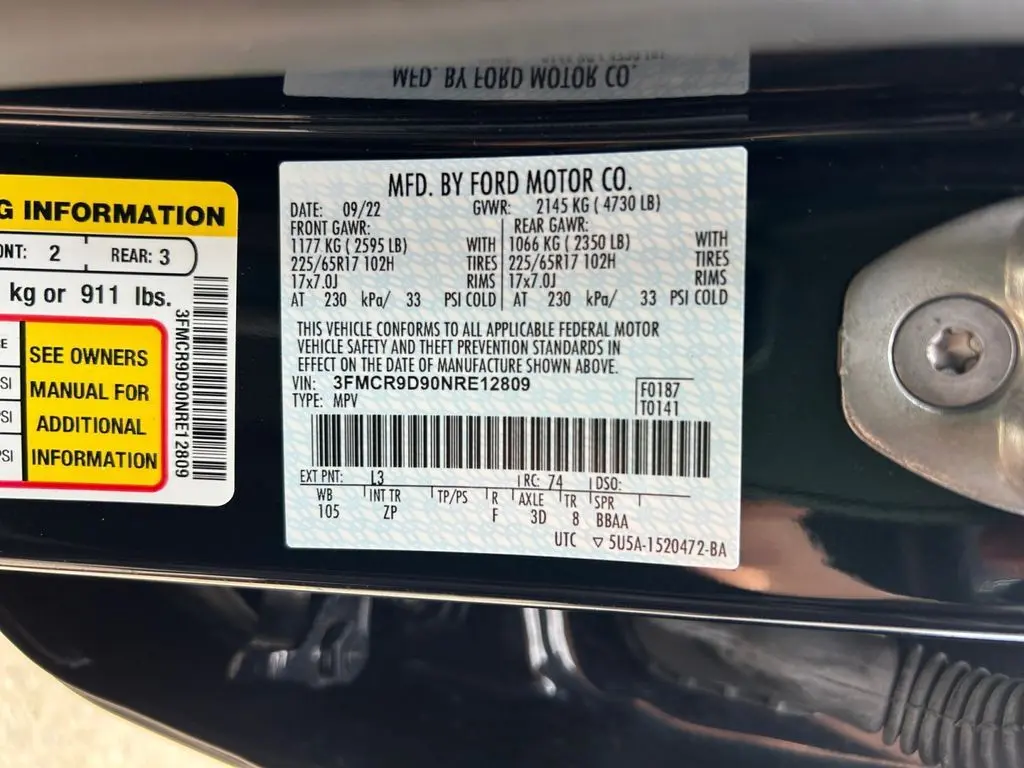 MFD. BY FORD MOTOR CO.
G INFORMATION
ONT: 2 REAR: 3
kg or 911 lbs.
SEE OWNERS
MANUAL FOR
ADDITIONAL
INFORMATION
SI
PSI
PSI
3FMCR9D90NRE12809
MFD. BY FORD MOTOR CO.
DATE: 09/22 GVWR: 2145 KG ( 4730 LB)
FRONT GAWR: REAR GAWR:
1177 KG ( 2595 LB) WITH 1066 KG ( 2350 LB) WITH
225/65R17 102H TIRES 225/65R17 102H TIRES
17x7.0J RIMS 17x7.0J RIMS
AT 230 kPa/ 33 PSI COLD AT 230 kPa/ 33 PSI COLD
THIS VEHICLE CONFORMS TO ALL APPLICABLE FEDERAL MOTOR
VEHICLE SAFETY AND THEFT PREVENTION STANDARDS IN
EFFECT ON THE DATE OF MANUFACTURE SHOWN ABOVE.
VIN: 3FMCR9D90NRE12809 F0187
TYPE: MPV T0141
EXT PNT: L3 RC: 74 DSO:
WB INT TR TP/PS R AXLE TR SPR
105 ZP F 3D 8 BBAA
UTC ▽ 5U5A-1520472-BA